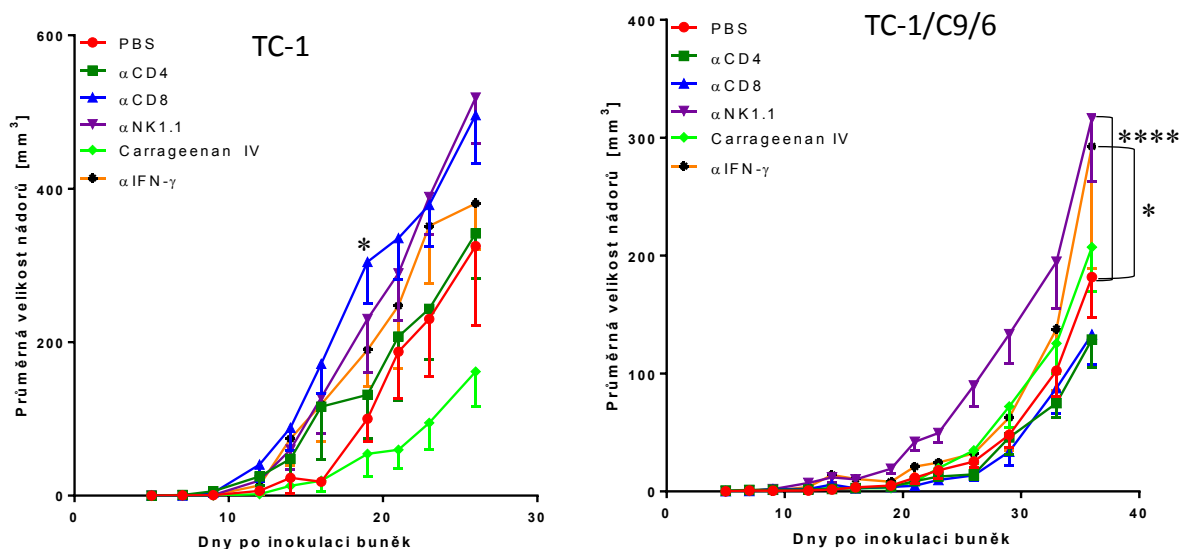 TC-1
Průměrná velikost nádorů [mm³]
600
400
200
0
PBS
αCD4
αCD8
αNK1.1
Carrageenan IV
αIFN-γ
*
0 10 20 30
Dny po inokulaci buněk
TC-1/C9/6
Průměrná velikost nádorů [mm³]
400
300
200
100
0
PBS
αCD4
αCD8
αNK1.1
Carrageenan IV
αIFN-γ
****
*
0 10 20 30 40
Dny po inokulaci buněk